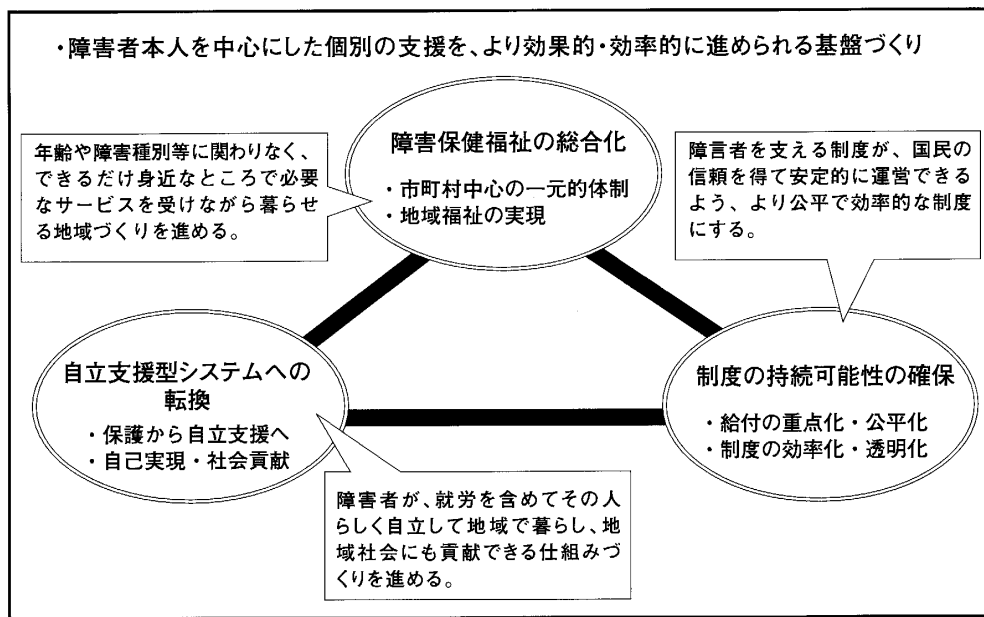 ・障害者本人を中心にした個別の支援を、より効果的・効率的に進められる基盤づくり
障害保健福祉の総合化
・市町村中心の一元的体制
・地域福祉の実現
年齢や障害種別等に関わりなく、
できるだけ身近なところで必要
なサービスを受けながら暮らせ
る地域づくりを進める。
障言者を支える制度が、国民の
信頼を得て安定的に運営できる
よう、より公平で効率的な制度
にする。
自立支援型システムへの
転換
・保護から自立支援へ
・自己実現・社会貢献
制度の持続可能性の確保
・給付の重点化・公平化
・制度の効率化・透明化
障害者が、就労を含めてその人
らしく自立して地域で暮らし、地
域社会にも貢献できる仕組みづ
くりを進める。